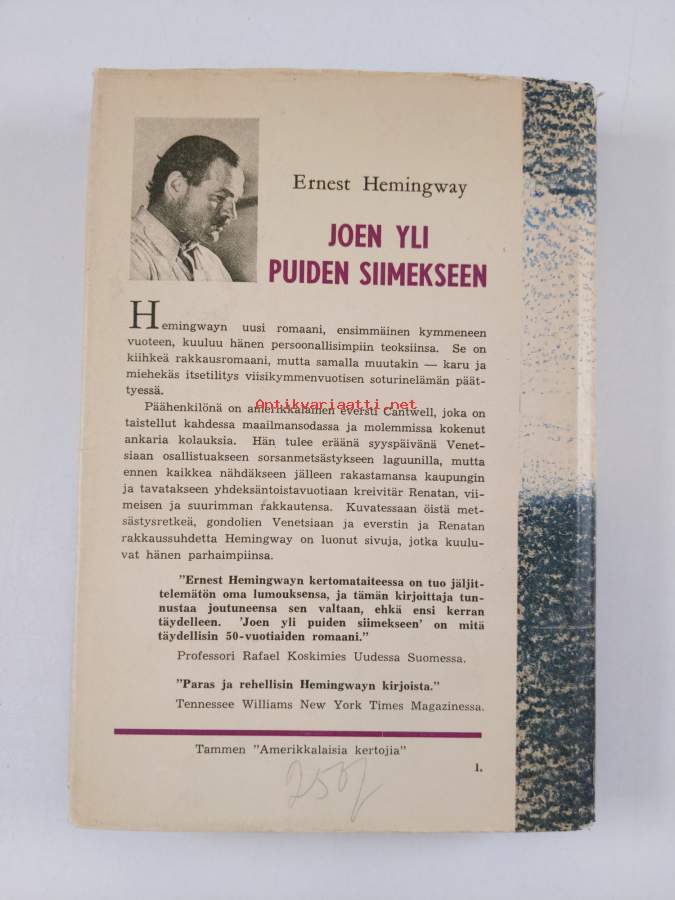 Ernest Hemingway
JOEN YLI
PUIDEN SIIMEKSEEN
Hemingwayn uusi romaani, ensimmäinen kymmeneen
vuoteen, kuuluu hänen persoonallisimpiin teoksiinsa. Se on
kiihkeä rakkausromaani, mutta samalla muutakin — karu ja
miehekäs itsetilitys viisikymmenvuotisen soturinelämän päät-
tyessä.
Antikvariaatti.net
Päähenkilönä on amerikkalainen eversti Cantwell, joka on
taistellut kahdessa maailmansodassa ja molemmissa kokenut
ankaria kolauksia. Hän tulee eräänä syyspäivänä Venet-
siaan osallistuakseen sorsanmetsästykseen laguunilla, mutta
ennen kaikkea nähdäkseen jälleen rakastamansa kaupungin
ja tavatakseen yhdeksäntoistavuotiaan kreivitär Renatan, vii-
meisen ja suurimman rakkautensa. Kuvatessaan öistä met-
sästysretkeä, gondolien Venetsiaan ja everstin ja Renatan
rakkaussuhdetta Hemingway on luonut sivuja, jotka kuulu-
vat hänen parhaimpiinsa.
"Ernest Hemingwayn kertomataiteessa on tuo jäljit-
telemätön oma lumouksensa, ja tämän kirjoittaja tun-
nustaa joutuneensa sen valtaan, ehkä ensi kerran
täydelleen. 'Joen yli puiden siimekseen' on mitä
täydellisin 50-vuotiaiden romaani."
Professori Rafael Koskimies Uudessa Suomessa.
"Paras ja rehellisin Hemingwayn kirjoista."
Tennessee Williams New York Times Magazinessa.
Tammen "Amerikkalaisia kertojia"
1.